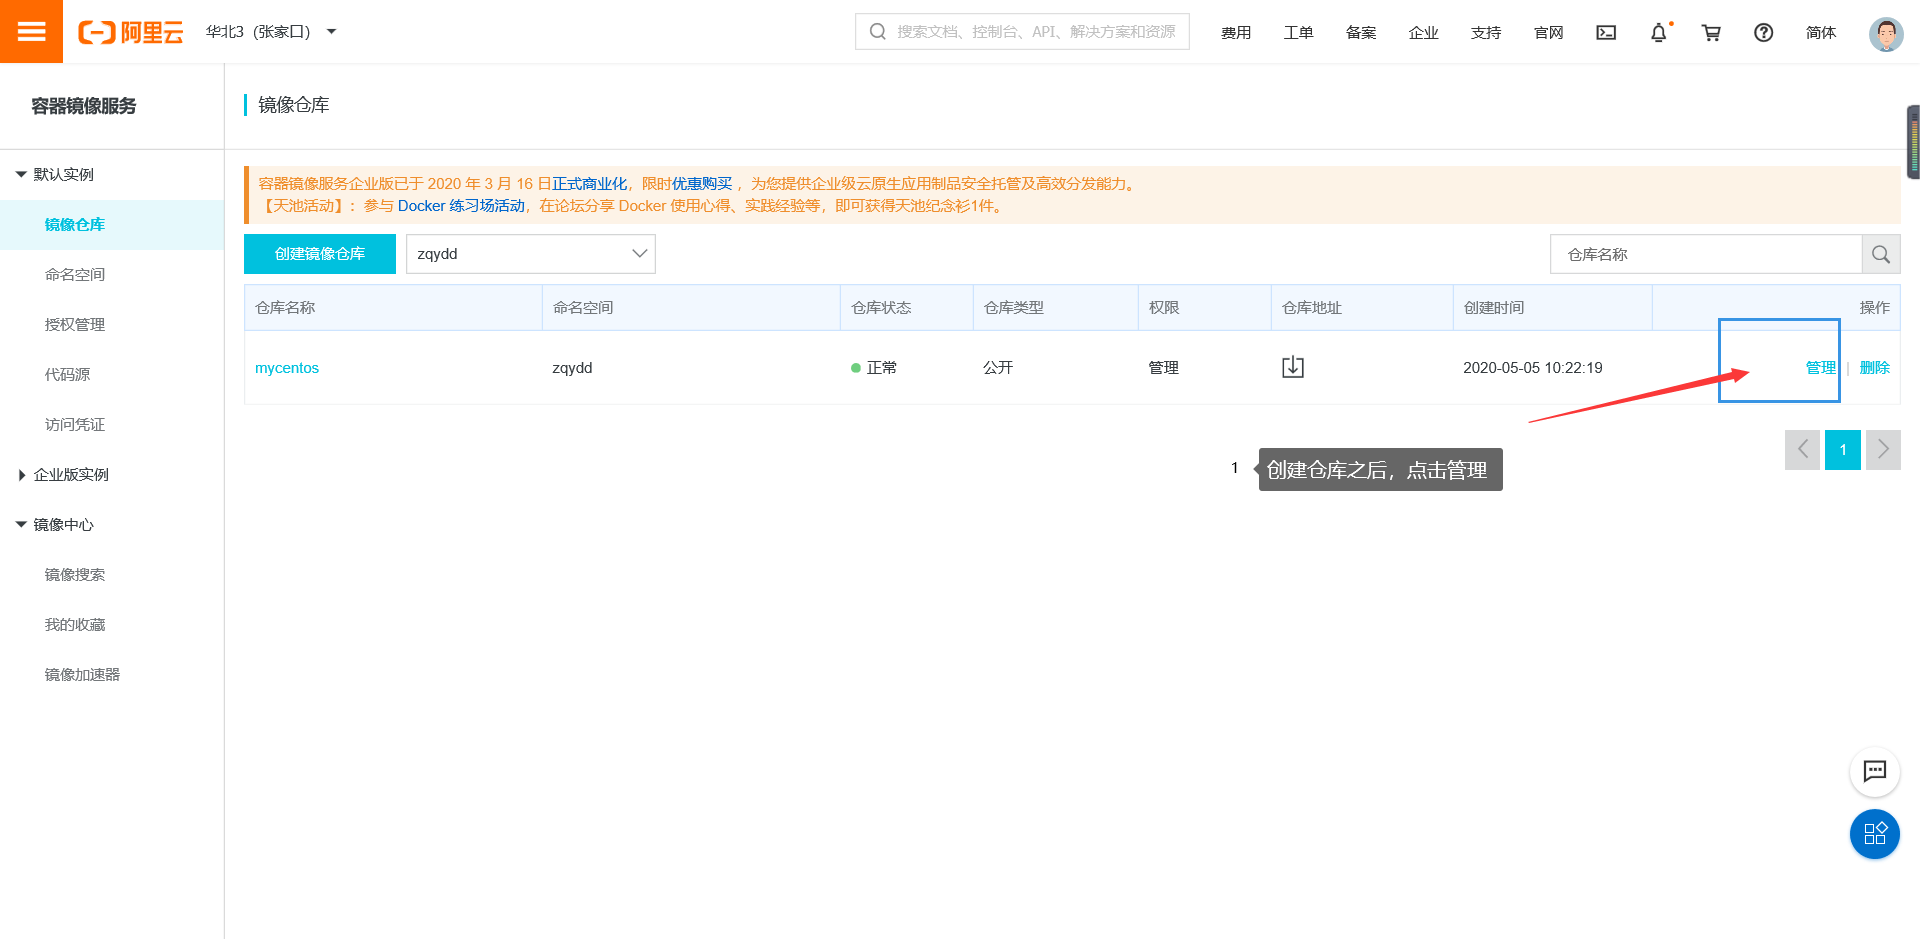 阿里云 华北3（张家口） 搜索文档、控制台、API、解决方案和资源 费用 工单 备案 企业 支持 官网 简体
容器镜像服务
镜像仓库
默认实例
镜像仓库
命名空间
授权管理
代码源
访问凭证
企业版实例
镜像中心
镜像搜索
我的收藏
镜像加速器
容器镜像服务企业版已于 2020 年 3 月 16 日正式商业化，限时优惠购买 ，为您提供企业级云原生应用制品安全托管及高效分发能力。
【天池活动】：参与 Docker 练习场活动，在论坛分享 Docker 使用心得、实践经验等，即可获得天池纪念衫1件。
创建镜像仓库 zqydd 仓库名称
仓库名称 命名空间 仓库状态 仓库类型 权限 仓库地址 创建时间 操作
mycentos zqydd 正常 公开 管理 2020-05-05 10:22:19 管理 | 删除
1
1 创建仓库之后，点击管理